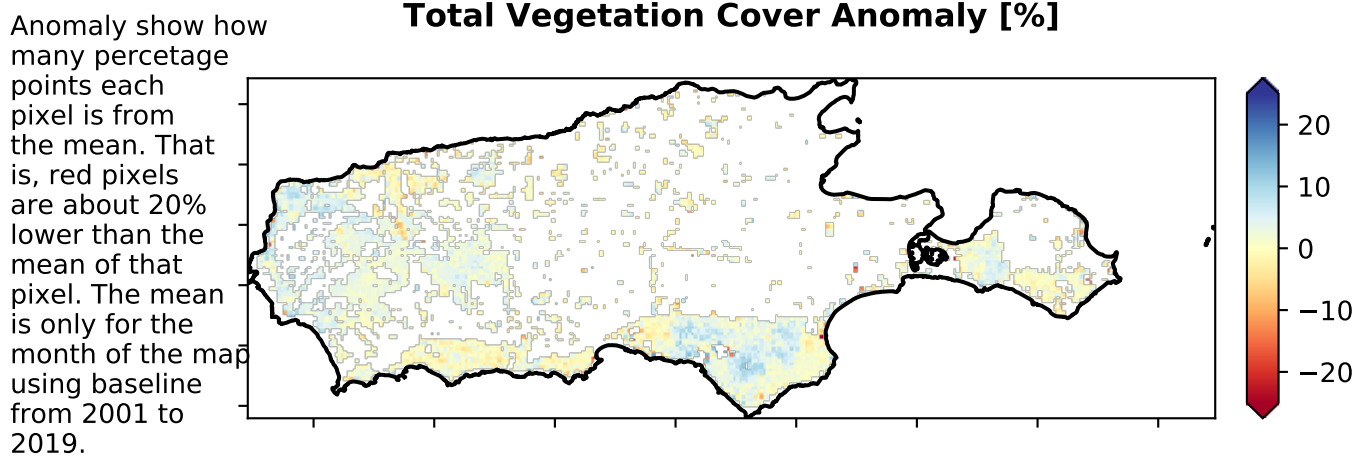 Total Vegetation Cover Anomaly [%]
Anomaly show how
many percetage
points each
pixel is from
the mean. That
is, red pixels
are about 20%
lower than the
mean of that
pixel. The mean
is only for the
month of the map
using baseline
from 2001 to
2019.
20
10
0
−10
−20